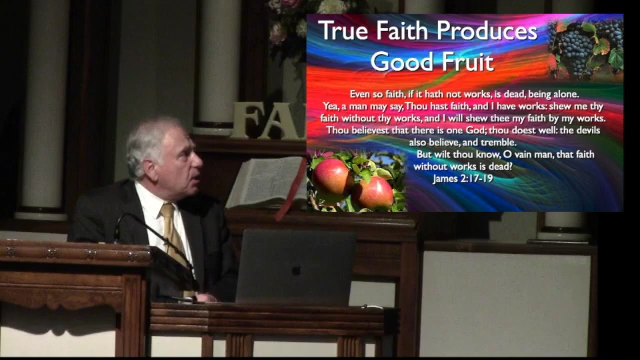 True Faith Produces
Good Fruit
Even so faith, if it hath not works, is dead, being alone.
Yea, a man may say, Thou hast faith, and I have works: shew me thy
faith without thy works, and I will shew thee my faith by my works.
Thou believest that there is one God; thou doest well: the devils
also believe, and tremble.
But wilt thou know, O vain man, that faith
without works is dead?
James 2:17-19
FA